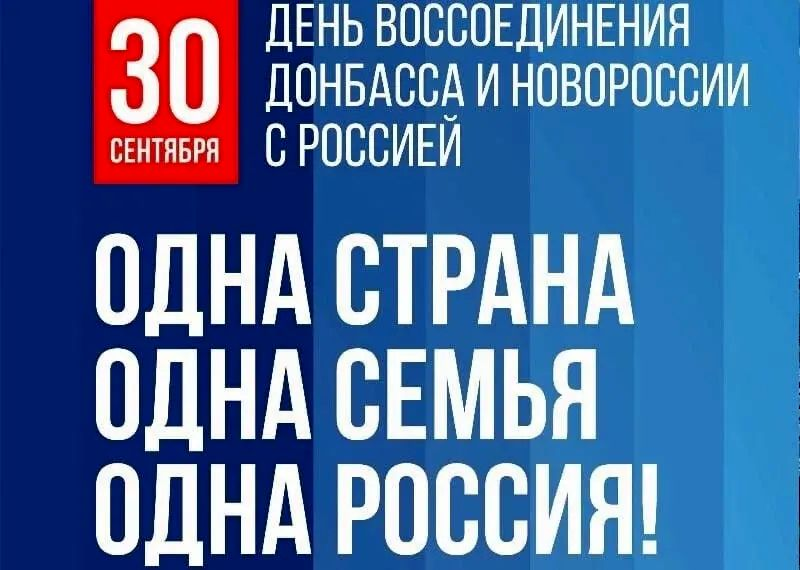 30
СЕНТЯБРЯ
ДЕНЬ ВОССОЕДИНЕНИЯ
ДОНБАССА И НОВОРОССИИ
С РОССИЕЙ
ОДНА СТРАНА
ОДНА СЕМЬЯ
ОДНА РОССИЯ!